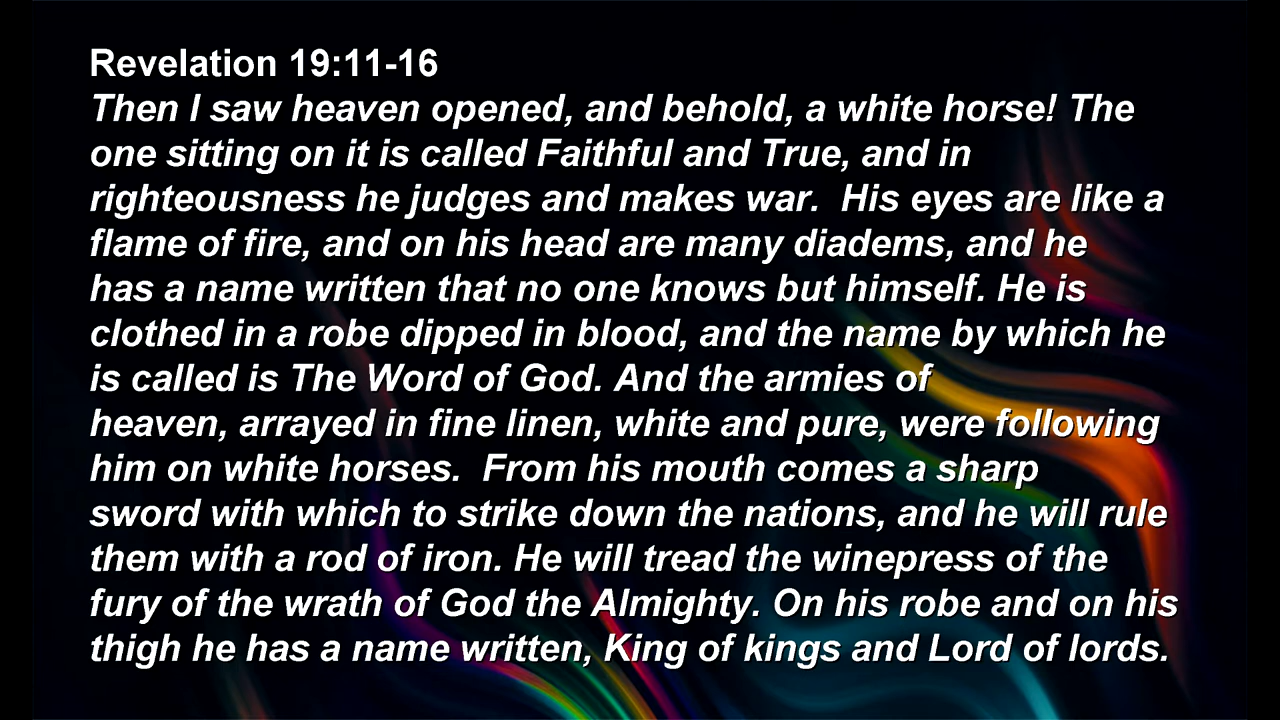 Revelation 19:11-16
Then I saw heaven opened, and behold, a white horse! The
one sitting on it is called Faithful and True, and in
righteousness he judges and makes war.  His eyes are like a
flame of fire, and on his head are many diadems, and he
has a name written that no one knows but himself. He is
clothed in a robe dipped in blood, and the name by which he
is called is The Word of God. And the armies of
heaven, arrayed in fine linen, white and pure, were following
him on white horses.  From his mouth comes a sharp
sword with which to strike down the nations, and he will rule
them with a rod of iron. He will tread the winepress of the
fury of the wrath of God the Almighty. On his robe and on his
thigh he has a name written, King of kings and Lord of lords.